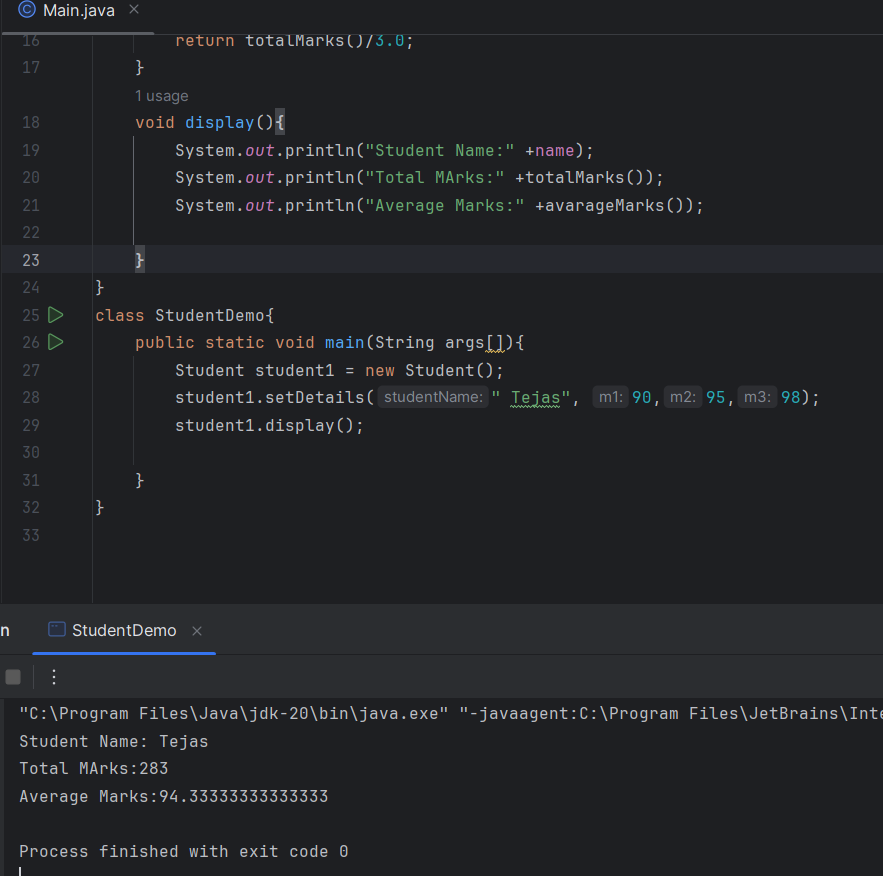 Main.java ×
16 return totalMarks()/3.0;
17 }
1 usage
18 void display(){
19 System.out.println("Student Name:" +name);
20 System.out.println("Total MArks:" +totalMarks());
21 System.out.println("Average Marks:" +avarageMarks());
22
23 }
24 }
25 class StudentDemo{
26 public static void main(String args[]){
27 Student student1 = new Student();
28 student1.setDetails( studentName: " Tejas", m1: 90, m2: 95, m3: 98);
29 student1.display();
30
31 }
32 }
33
n StudentDemo ×
"C:\Program Files\Java\jdk-20\bin\java.exe" "-javaagent:C:\Program Files\JetBrains\Inte
Student Name: Tejas
Total MArks:283
Average Marks:94.33333333333333
Process finished with exit code 0